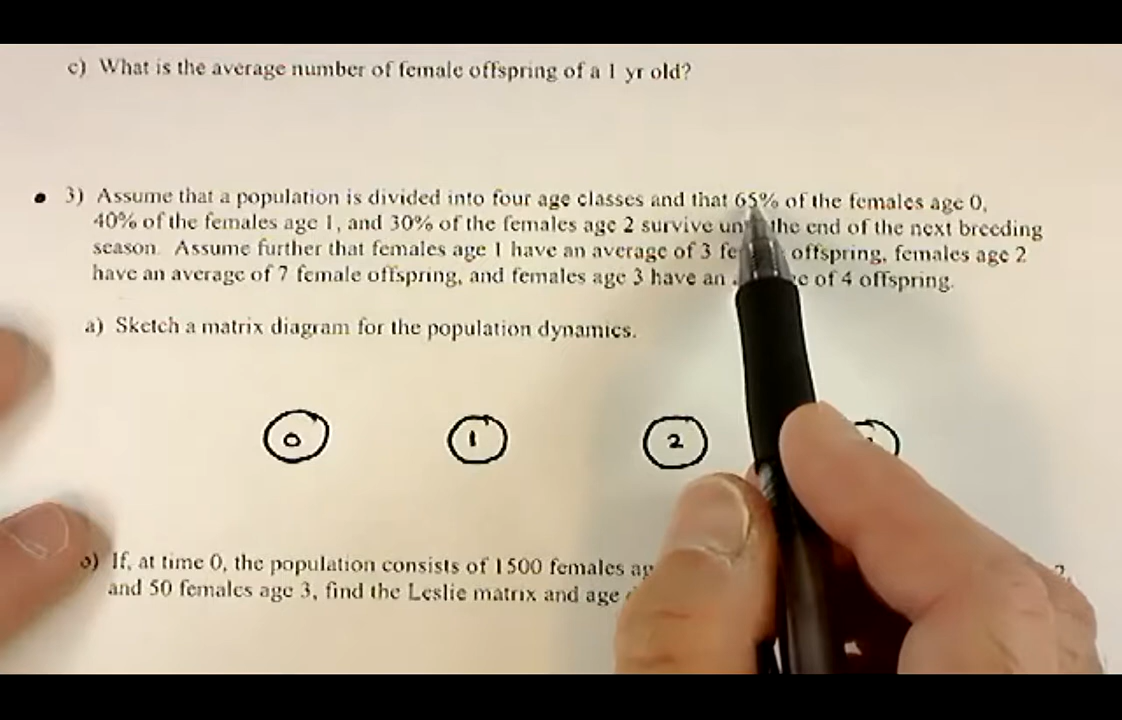 c) What is the average number of female offspring of a 1 yr old?
3) Assume that a population is divided into four age classes and that 65% of the females age 0,
40% of the females age 1, and 30% of the females age 2 survive the end of the next breeding
season. Assume further that females age 1 have an average of 3 offspring, females age 2
have an average of 7 female offspring, and females age 3 have an of 4 offspring.
a) Sketch a matrix diagram for the population dynamics.
0 1 2
If, at time 0, the population consists of 1500 females
and 50 females age 3, find the Leslie matrix and age